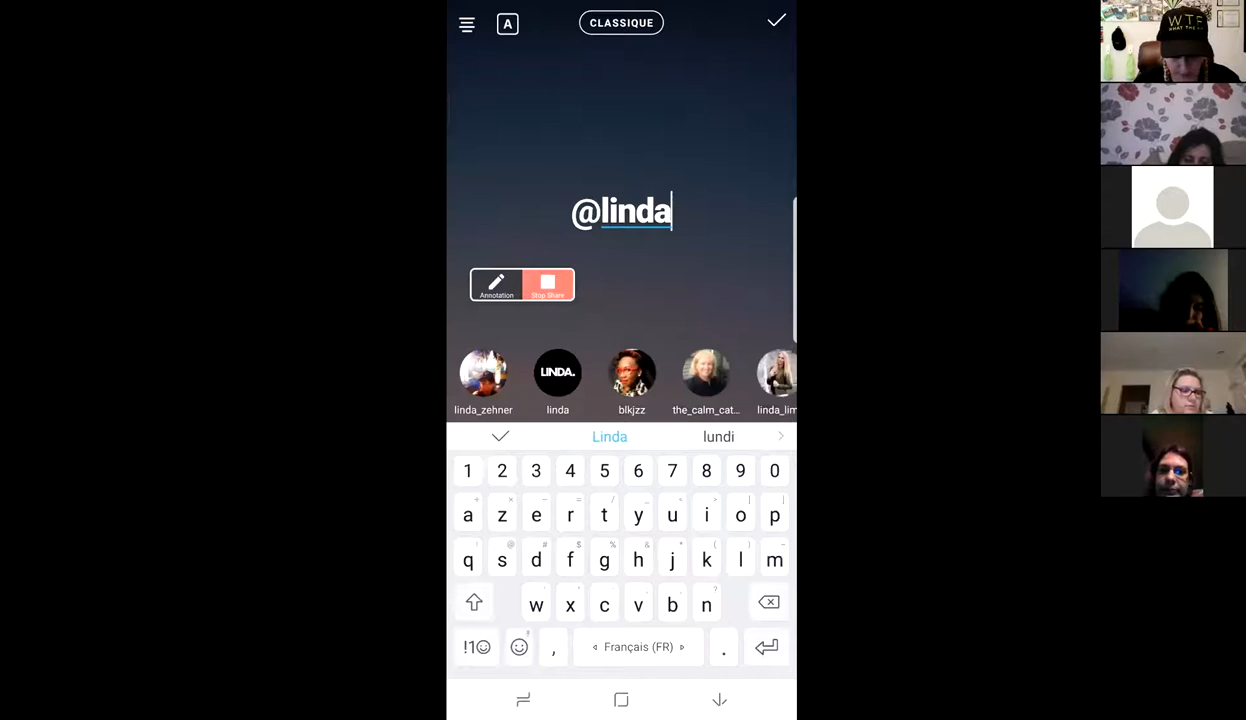 A
CLASSIQUE
@linda
Annotation
Stop Share
LINDA.
linda_zehner
linda
blkjzz
the_calm_cat...
linda_lim
Linda
lundi
1 2 3 4 5 6 7 8 9 0
a z e r t y u i o p
q s d f g h j k l m
w x c v b n
!1☺ , Français (FR) .
W.T.F